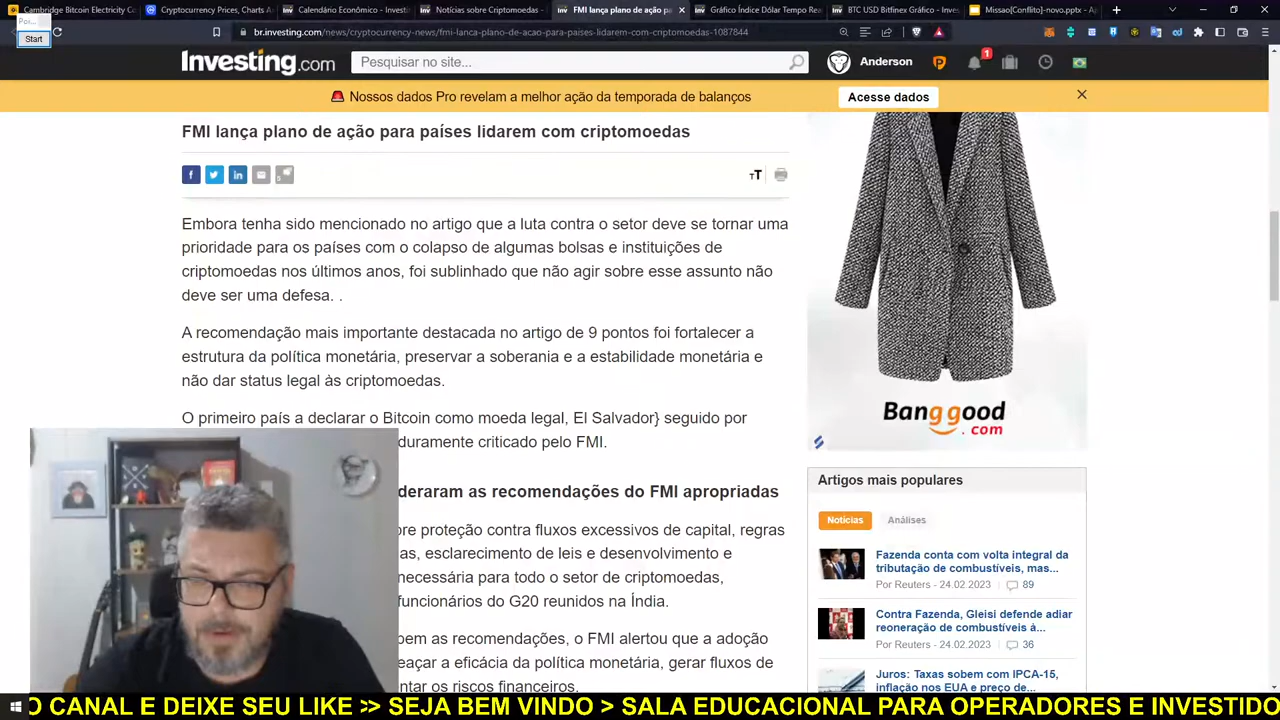 Cambridge Bitcoin Electricity C
Cryptocurrency Prices, Charts A
Calendário Econômico - Investi
Notícias sobre Criptomoedas -
FMI lança plano de ação pa
Gráfico Índice Dólar Tempo Rea
BTC USD Bitfinex Gráfico - Inves
Missao[Conflito]-novo.pptx - Ap
Por...
Start
br.investing.com/news/cryptocurrency-news/fmi-lanca-plano-de-acao-para-paises-lidarem-com-criptomoedas-1087844
Investing.com
Pesquisar no site...
Anderson
1
Nossos dados Pro revelam a melhor ação da temporada de balanços
Acesse dados
FMI lança plano de ação para países lidarem com criptomoedas
Embora tenha sido mencionado no artigo que a luta contra o setor deve se tornar uma
prioridade para os países com o colapso de algumas bolsas e instituições de
criptomoedas nos últimos anos, foi sublinhado que não agir sobre esse assunto não
deve ser uma defesa. .
A recomendação mais importante destacada no artigo de 9 pontos foi fortalecer a
estrutura da política monetária, preservar a soberania e a estabilidade monetária e
não dar status legal às criptomoedas.
O primeiro país a declarar o Bitcoin como moeda legal, El Salvador} seguido por
duramente criticado pelo FMI.
deraram as recomendações do FMI apropriadas
bre proteção contra fluxos excessivos de capital, regras
as, esclarecimento de leis e desenvolvimento e
necessária para todo o setor de criptomoedas,
funcionários do G20 reunidos na Índia.
bem as recomendações, o FMI alertou que a adoção
eaçar a eficácia da política monetária, gerar fluxos de
ntar os riscos financeiros.
Banggood
.com
Artigos mais populares
Notícias
Análises
Fazenda conta com volta integral da
tributação de combustíveis, mas...
Por Reuters - 24.02.2023
89
Contra Fazenda, Gleisi defende adiar
reoneração de combustíveis à...
Por Reuters - 24.02.2023
36
Juros: Taxas sobem com IPCA-15,
inflação nos EUA e preço de
O CANAL E DEIXE SEU LIKE >> SEJA BEM VINDO > SALA EDUCACIONAL PARA OPERADORES E INVESTIDO